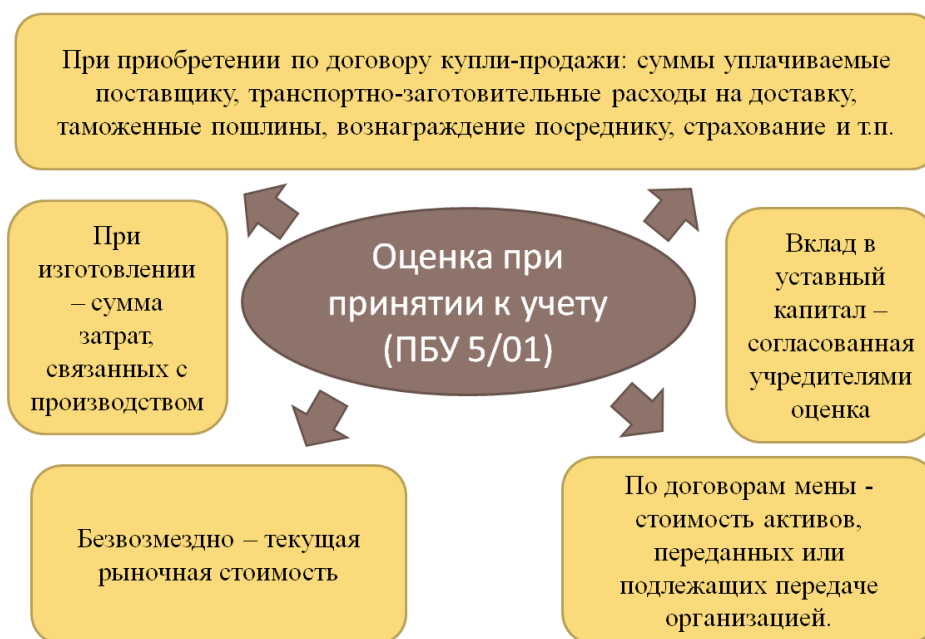 При приобретении по договору купли-продажи: суммы уплачиваемые
поставщику, транспортно-заготовительные расходы на доставку,
таможенные пошлины, вознаграждение посреднику, страхование и т.п.
При
изготовлении
– сумма
затрат,
связанных с
производством
Оценка при
принятии к учету
(ПБУ 5/01)
Вклад в
уставный
капитал –
согласованная
учредителями
оценка
Безвозмездно – текущая
рыночная стоимость
По договорам мены -
стоимость активов,
переданных или
подлежащих передаче
организацией.